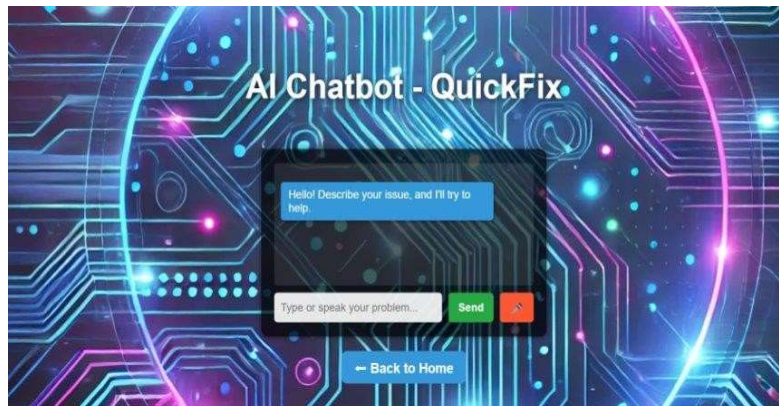 AI Chatbot - QuickFix
Hello! Describe your issue, and I'll try to
help.
Type or speak your problem...
Send
← Back to Home